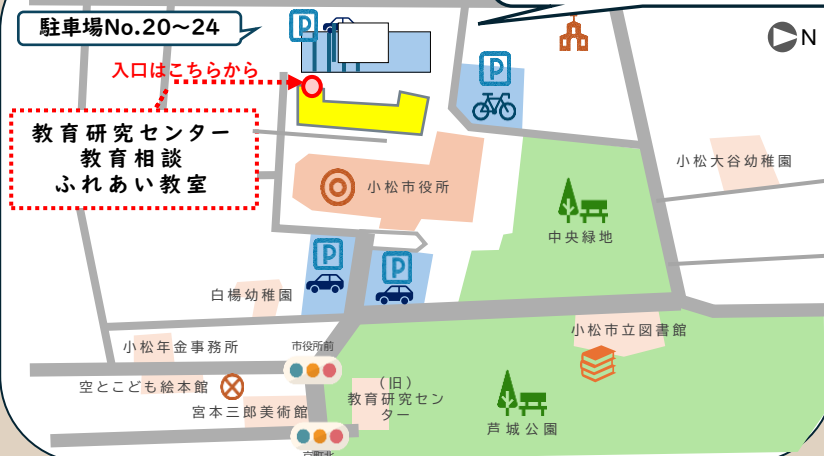 駐車場No.20～24
P
N
入口はこちらから
P
教育研究センター
教育相談
ふれあい教室
小松大谷幼稚園
小松市役所
中央緑地
P
P
白楊幼稚園
小松市立図書館
市役所前
小松年金事務所
空とこども絵本館
（旧）
教育研究セン
ター
宮本三郎美術館
芦城公園